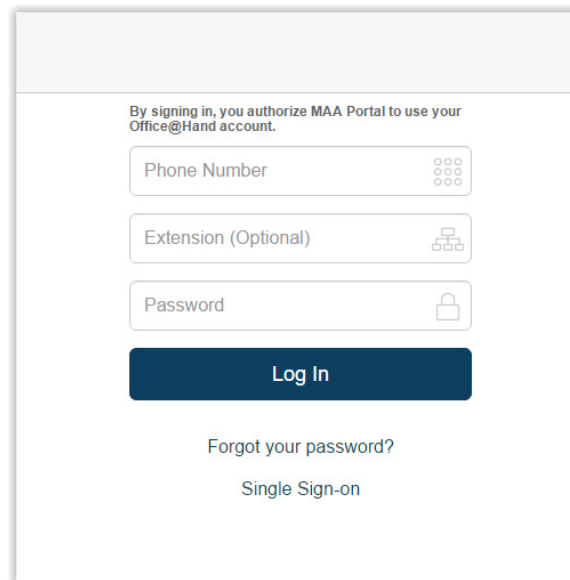 By signing in, you authorize MAA Portal to use your
Office@Hand account.
Phone Number
Extension (Optional)
Password
Log In
Forgot your password?
Single Sign-on